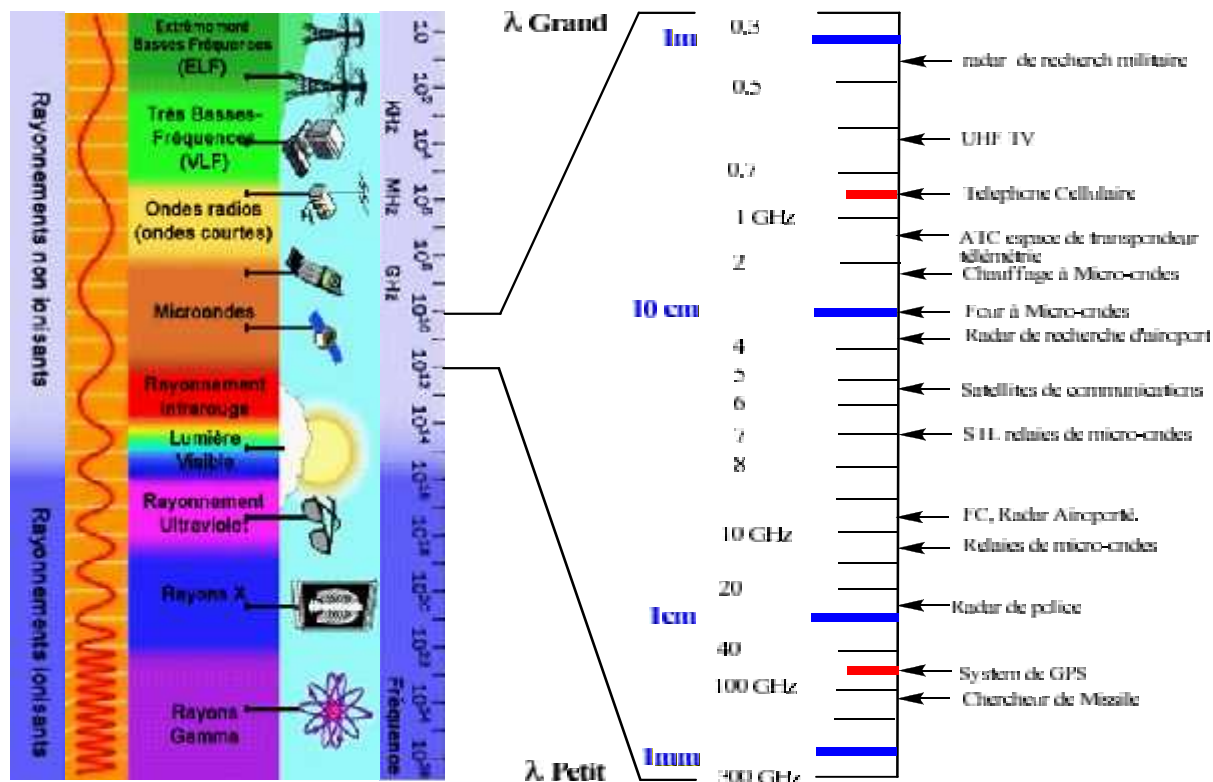 Rayonnements non ionisants
Rayonnements ionisants
Extrêmement
Basses Fréquences
(ELF)
Très Basses-
Fréquences
(VLF)
Ondes radios
(ondes courtes)
Microondes
Rayonnement
Infrarouge
Lumière
Visible
Rayonnement
Ultraviolet
Rayons X
Rayons
Gamma
KHz
MHz
GHz
10¹⁰
10¹²
10¹⁴
Fréquence
λ Grand
λ Petit
1m
10 cm
1cm
1mm
0.3
0.5
0.7
1 GHz
2
4
5
6
7
8
10 GHz
20
40
100 GHz
300 GHz
radar de recherch militaire
UHF TV
Telephone Cellulaire
ATC espace de transpondeur
télémétrie
Chauffage à Micro-ondes
Four à Micro-ondes
Radar de recherche d'airoport
Satellites de communications
STL relaies de micro-ondes
FC, Radar Airoporté.
Relaies de micro-ondes
Radar de police
System de GPS
Chercheur de Missile